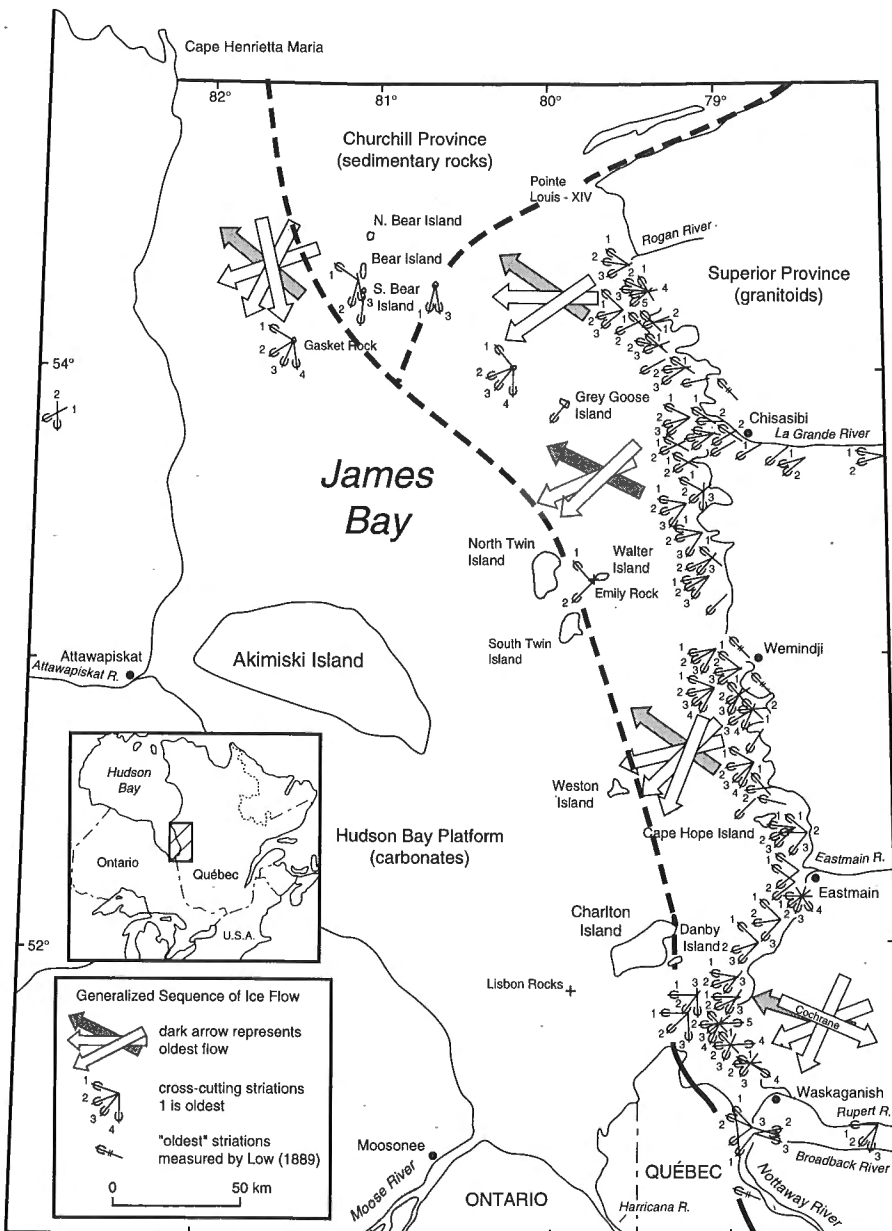 Cape Henrietta Maria
82°
81°
80°
79°
Churchill Province
(sedimentary rocks)
Pointe
Louis - XIV
Rogan River
N. Bear Island
Bear Island
S. Bear
Island
Superior Province
(granitoids)
Gasket Rock
54°
Grey Goose
Island
Chisasibi
La Grande River
James
Bay
North Twin
Island
Walter
Island
Emily Rock
South Twin
Island
Wemindji
Attawapiskat
Attawapiskat R.
Akimiski Island
Weston
Island
Cape Hope Island
Hudson
Bay
Ontario
Québec
U.S.A.
Hudson Bay Platform
(carbonates)
Eastmain R.
Eastmain
Charlton
Island
Danby
Island
52°
Lisbon Rocks
Cochrane
Generalized Sequence of Ice Flow
dark arrow represents
oldest flow
cross-cutting striations
1 is oldest
"oldest" striations
measured by Low (1889)
0 50 km
Waskaganish
Rupert R.
Broadback River
Nottaway River
Moosonee
Moose River
ONTARIO
QUÉBEC
Harricana R.